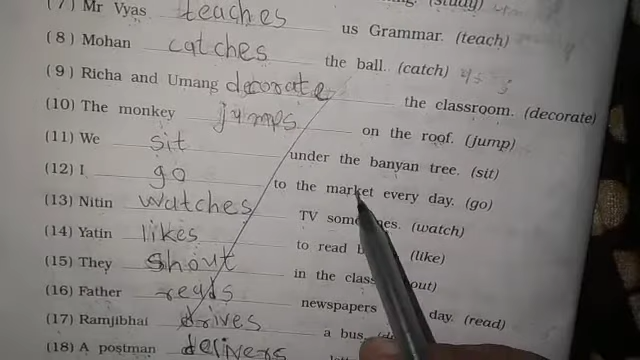 (7) Mr Vyas teaches us Grammar. (teach)
(8) Mohan catches the ball. (catch)
(9) Richa and Umang decorate the classroom. (decorate)
(10) The monkey jumps on the roof. (jump)
(11) We sit under the banyan tree. (sit)
(12) I go to the market every day. (go)
(13) Nitin watches TV (watch)
(14) Yatin likes to read (like)
(15) They shout in the
(16) Father reads newspapers day. (read)
(17) Ramjibhai drives a bus.
(18) A postman delivers